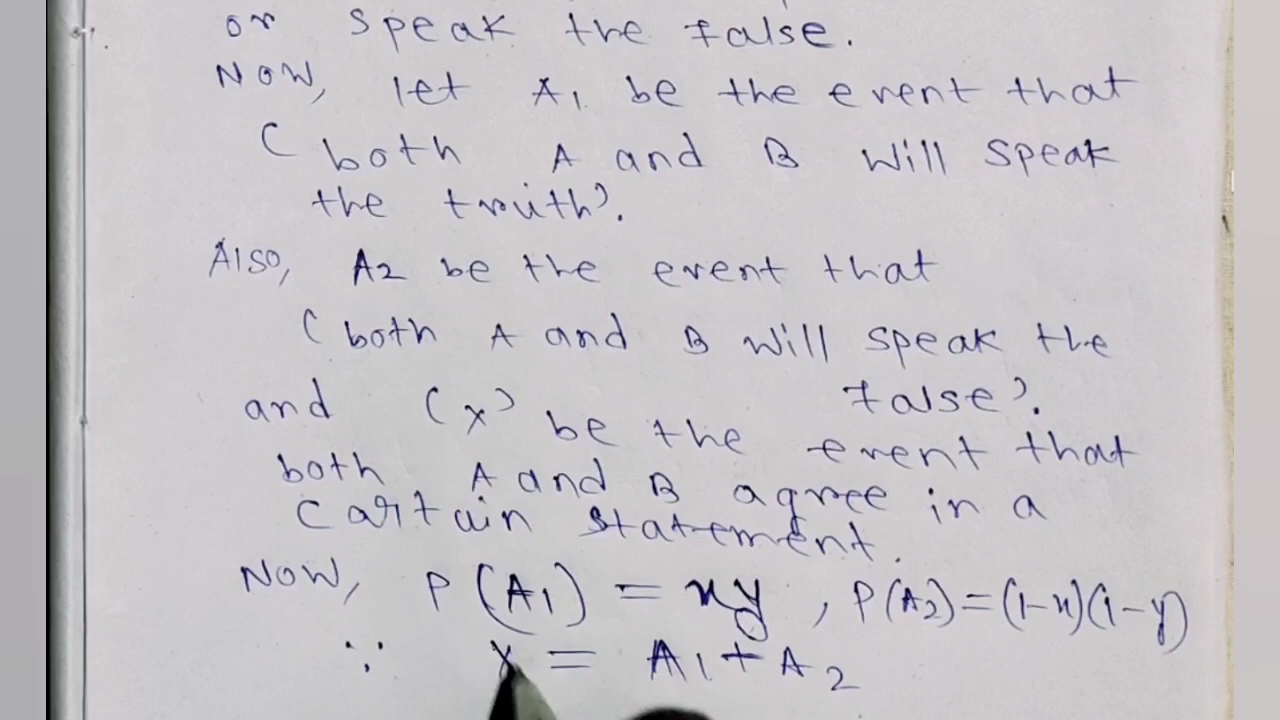 or speak the false.
Now, let A1 be the event that
( both A and B will speak
the truth).
Also, A2 be the event that
( both A and B will speak the
false).
and (x) be the event that
both A and B agree in a
cartain statement.
Now, P(A1) = xy, P(A2)=(1-x)(1-y)
∵ X = A1 + A2